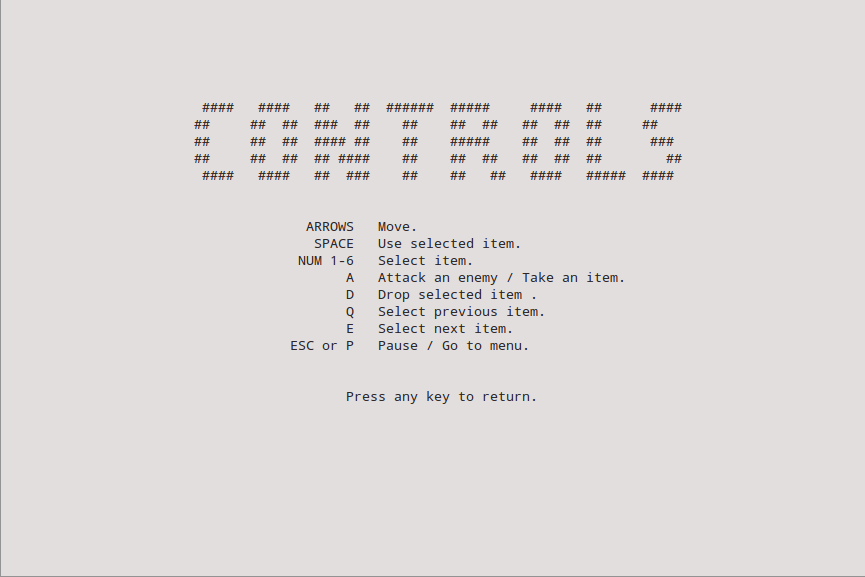 CONTROLS
ARROWS Move.
SPACE Use selected item.
NUM 1-6 Select item.
A Attack an enemy / Take an item.
D Drop selected item .
Q Select previous item.
E Select next item.
ESC or P Pause / Go to menu.
Press any key to return.